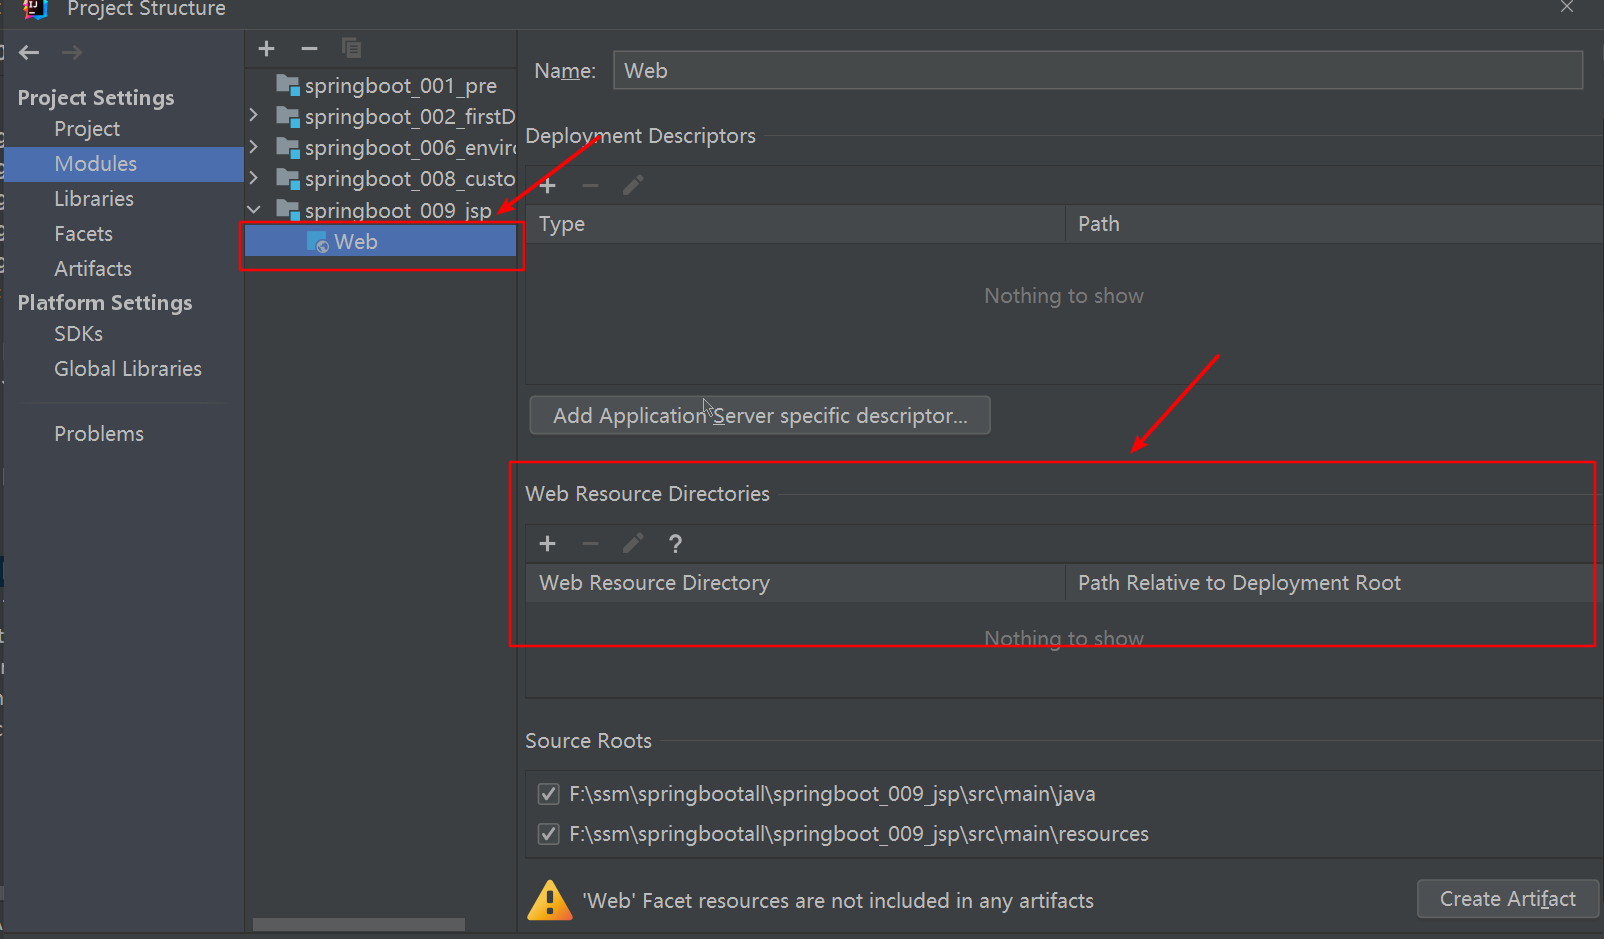 Project Structure
Project Settings
Project
Modules
Libraries
Facets
Artifacts
Platform Settings
SDKs
Global Libraries
Problems
springboot_001_pre
springboot_002_firstD
springboot_006_enviro
springboot_008_custo
springboot_009_jsp
Web
Name: Web
Deployment Descriptors
Type Path
Nothing to show
Add Application Server specific descriptor...
Web Resource Directories
?
Web Resource Directory Path Relative to Deployment Root
Nothing to show
Source Roots
F:\ssm\springbootall\springboot_009_jsp\src\main\java
F:\ssm\springbootall\springboot_009_jsp\src\main\resources
'Web' Facet resources are not included in any artifacts
Create Artifact